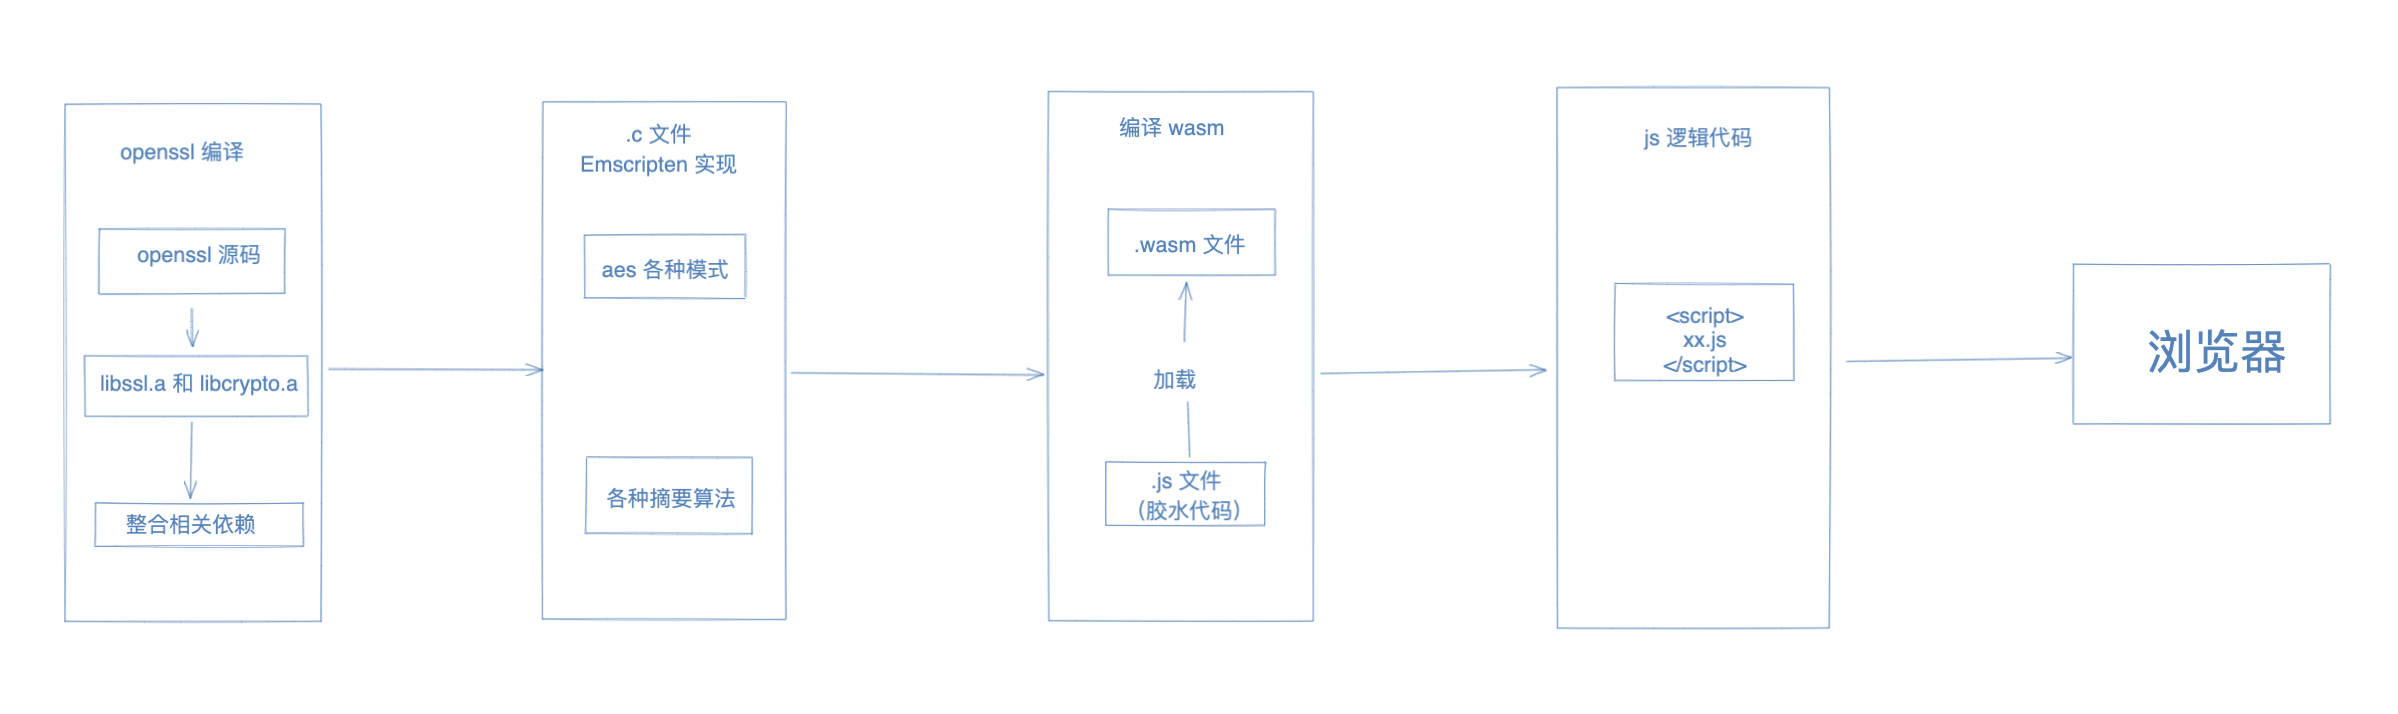 openssl 编译
openssl 源码
libssl.a 和 libcrypto.a
整合相关依赖
.c 文件
Emscripten 实现
aes 各种模式
各种摘要算法
编译 wasm
.wasm 文件
加载
.js 文件
（胶水代码）
js 逻辑代码
<script>
xx.js
</script>
浏览器